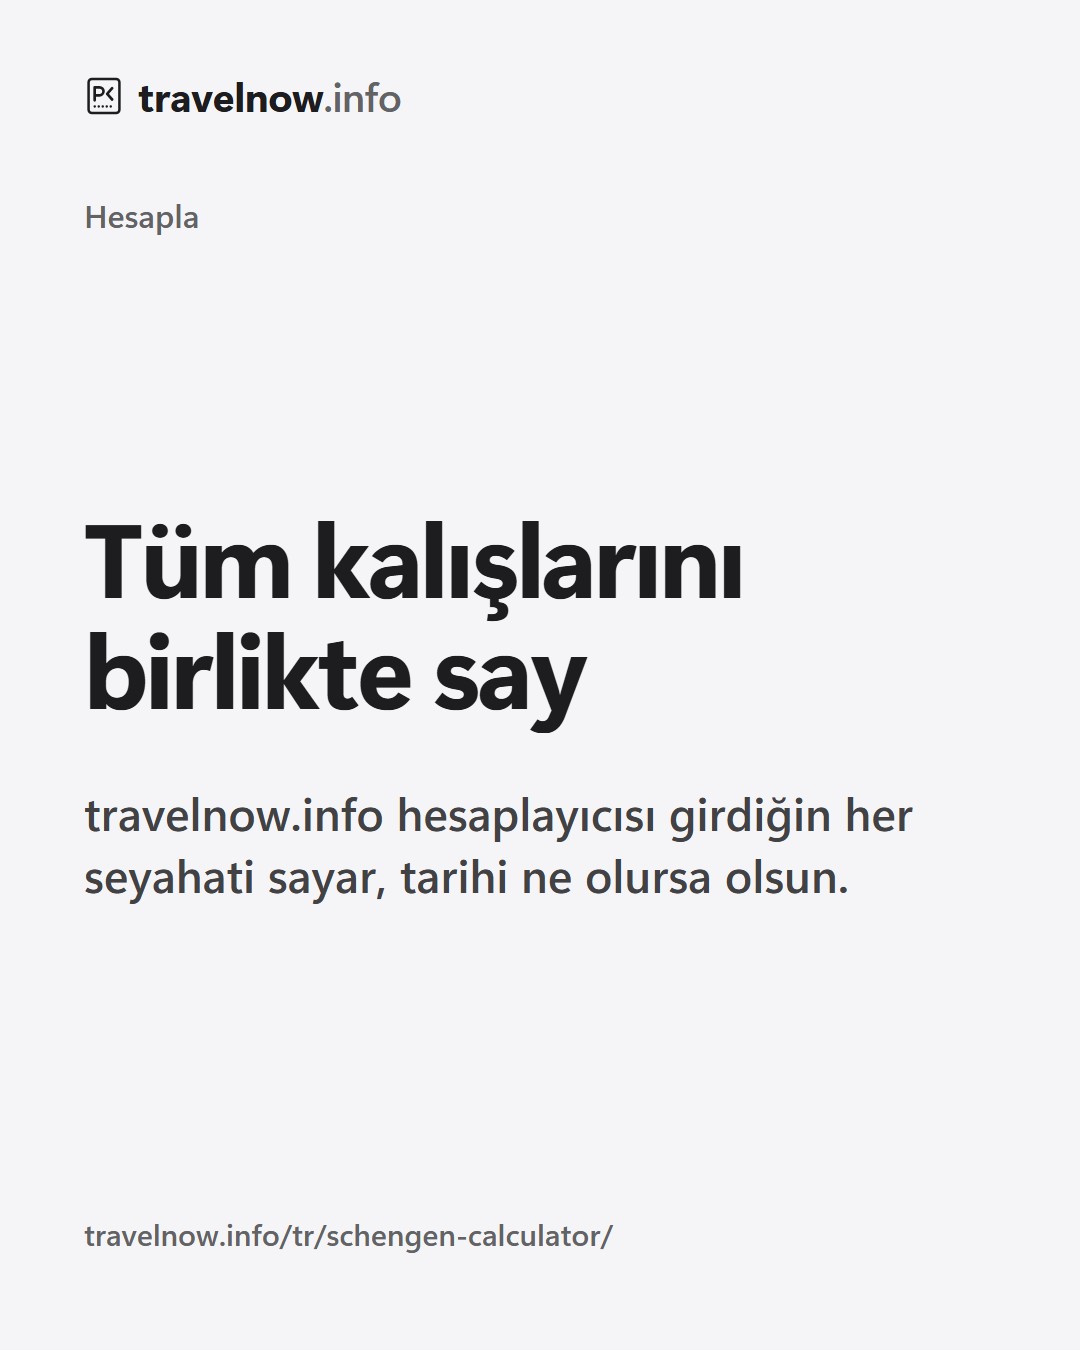 travelnow.info
Hesapla
Tüm kalışlarını
birlikte say
travelnow.info hesaplayıcısı girdiğin her
seyahati sayar, tarihi ne olursa olsun.
travelnow.info/tr/schengen-calculator/